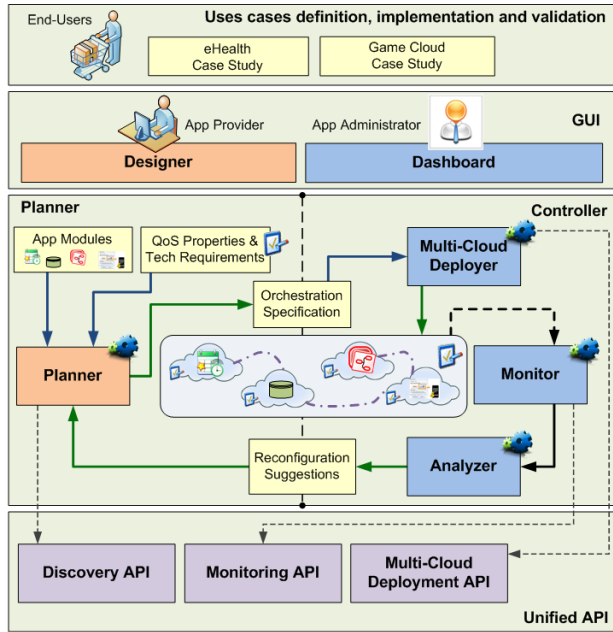 End-Users
Uses cases definition, implementation and validation
eHealth
Case Study
Game Cloud
Case Study
App Provider
App Administrator
GUI
Designer
Dashboard
Planner
Controller
App Modules
QoS Properties &
Tech Requirements
Multi-Cloud
Deployer
Orchestration
Specification
Planner
Monitor
Reconfiguration
Suggestions
Analyzer
Discovery API
Monitoring API
Multi-Cloud
Deployment API
Unified API